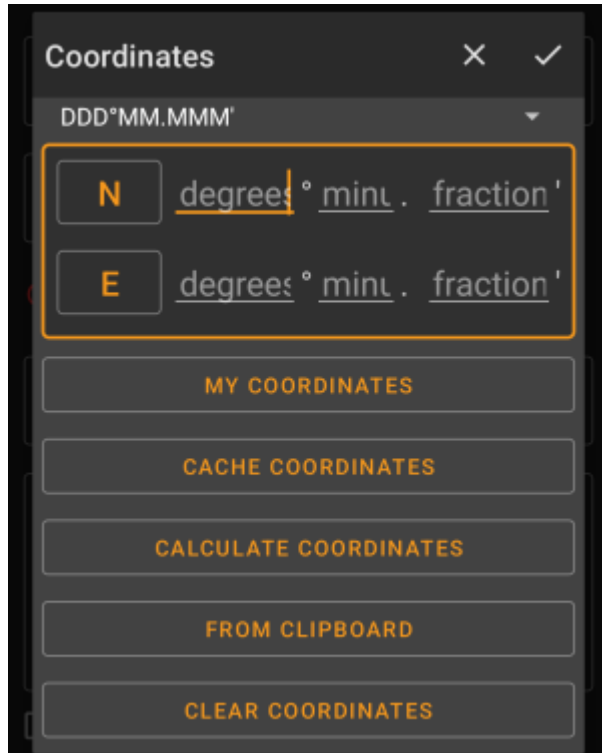 Coordinates
DDD°MM.MMM'
N degrees ° minu . fraction '
E degrees ° minu . fraction '
MY COORDINATES
CACHE COORDINATES
CALCULATE COORDINATES
FROM CLIPBOARD
CLEAR COORDINATES